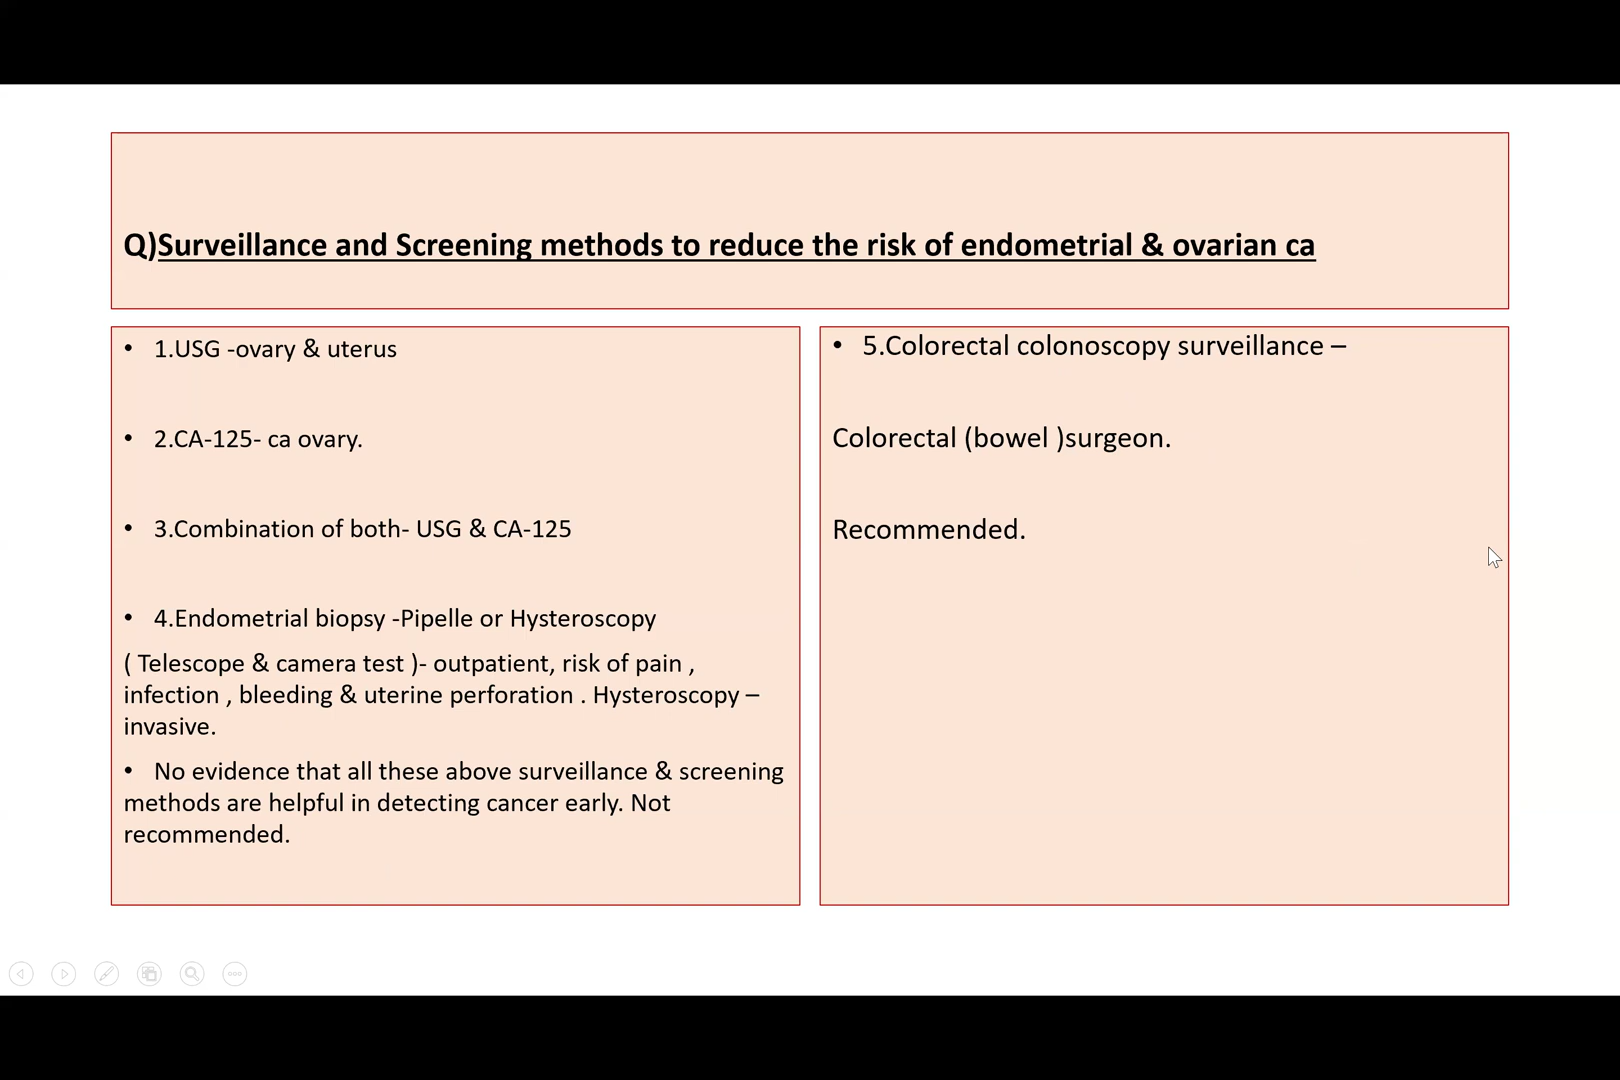 Q)Surveillance and Screening methods to reduce the risk of endometrial & ovarian ca
• 1.USG -ovary & uterus
• 2.CA-125- ca ovary.
• 3.Combination of both- USG & CA-125
• 4.Endometrial biopsy -Pipelle or Hysteroscopy
( Telescope & camera test )- outpatient, risk of pain ,
infection , bleeding & uterine perforation . Hysteroscopy –
invasive.
• No evidence that all these above surveillance & screening
methods are helpful in detecting cancer early. Not
recommended.
• 5.Colorectal colonoscopy surveillance –
Colorectal (bowel )surgeon.
Recommended.